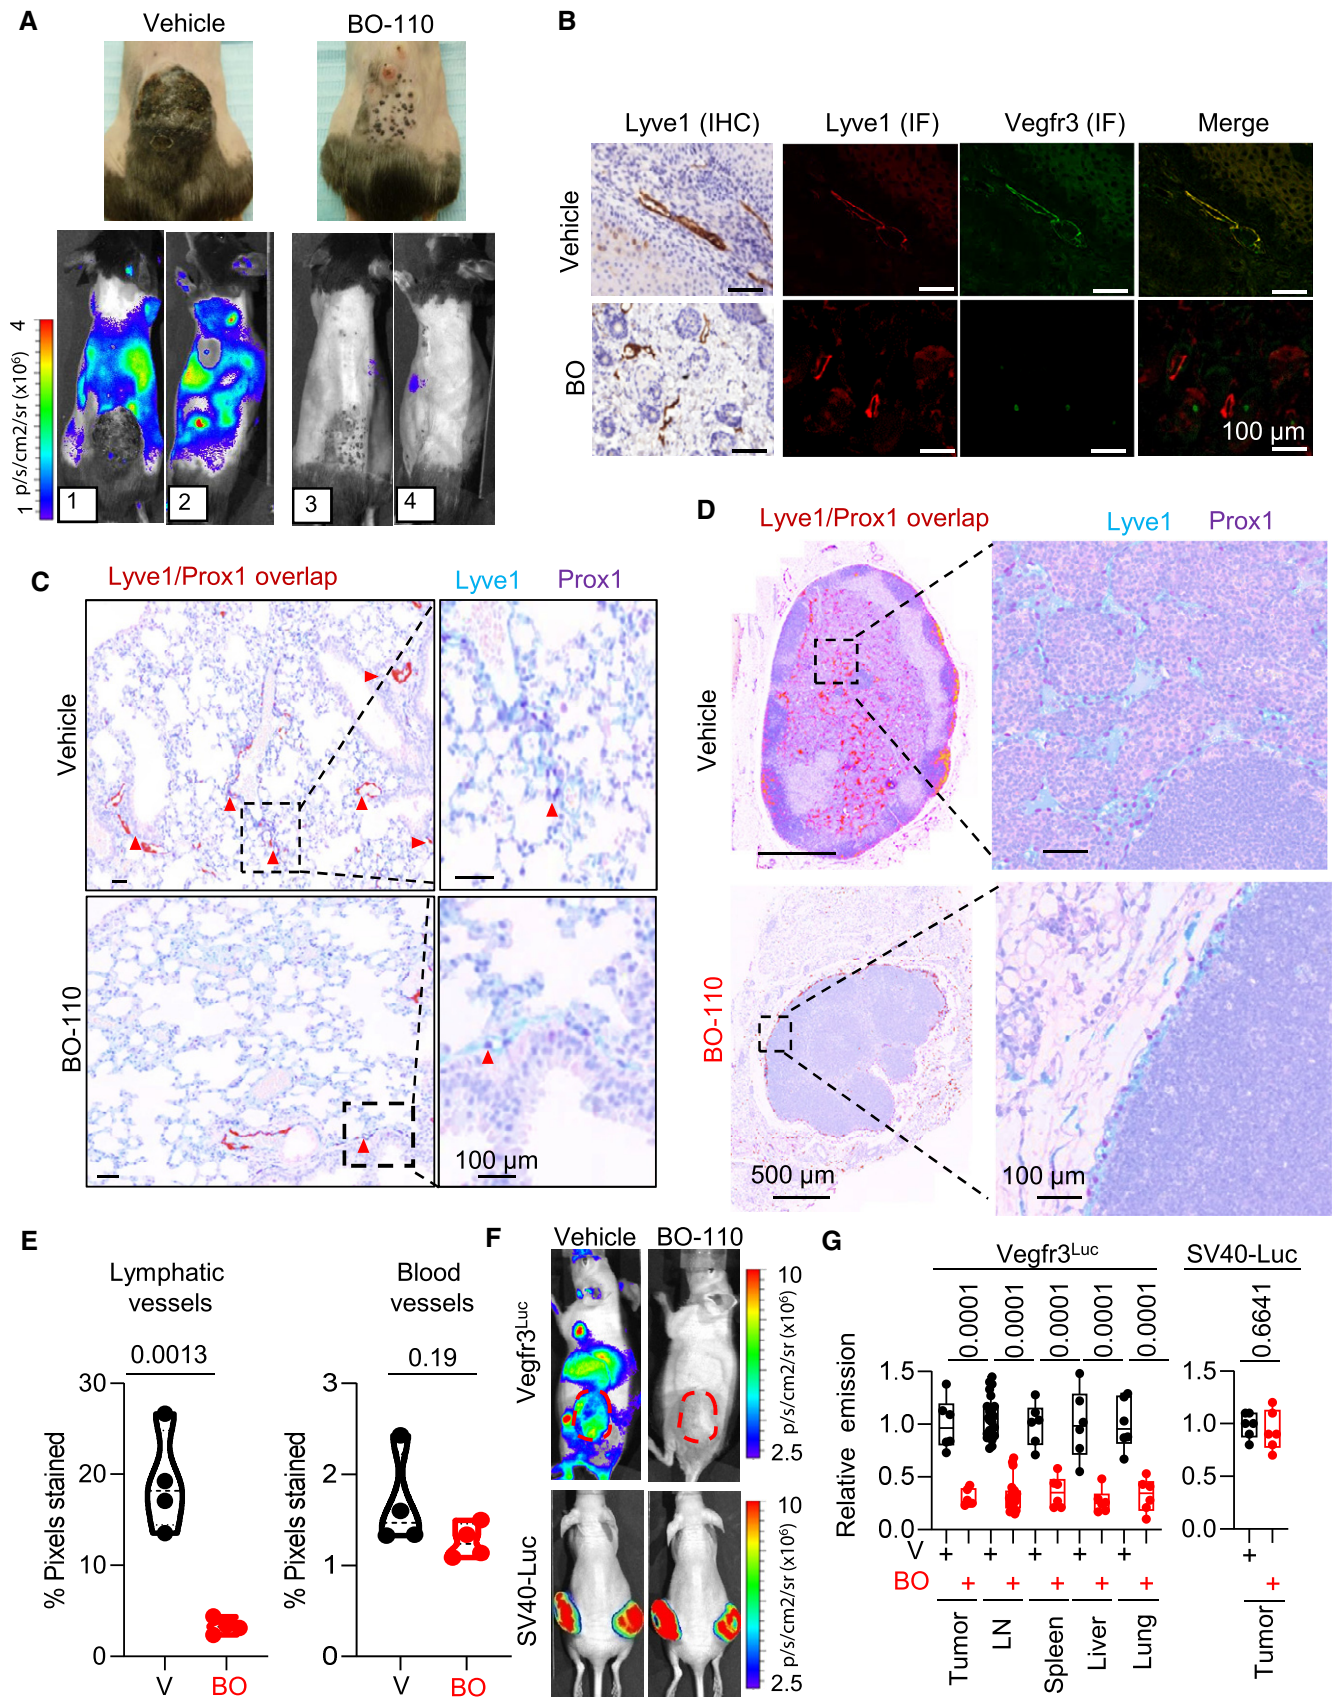 A
Vehicle
BO-110
4
1 p/s/cm2/sr (x10⁶)
1
2
3
4
B
Lyve1 (IHC)
Lyve1 (IF)
Vegfr3 (IF)
Merge
Vehicle
BO
100 µm
C
Lyve1/Prox1 overlap
Lyve1
Prox1
Vehicle
BO-110
100 µm
D
Lyve1/Prox1 overlap
Lyve1
Prox1
Vehicle
BO-110
500 µm
100 µm
E
Lymphatic
vessels
0.0013
% Pixels stained
30
20
10
0
V
BO
Blood
vessels
0.19
% Pixels stained
3
2
1
0
V
BO
F
Vehicle
BO-110
Vegfr3ᴸᵘᶜ
10
p/s/cm2/sr (x10⁶)
2.5
SV40-Luc
10
p/s/cm2/sr (x10⁶)
2.5
G
Vegfr3ᴸᵘᶜ
SV40-Luc
0.0001
0.0001
0.0001
0.0001
0.0001
0.6641
Relative emission
1.5
1.0
0.5
0.0
1.5
1.0
0.5
0.0
V + + + + + +
BO + + + + + +
Tumor
LN
Spleen
Liver
Lung
Tumor